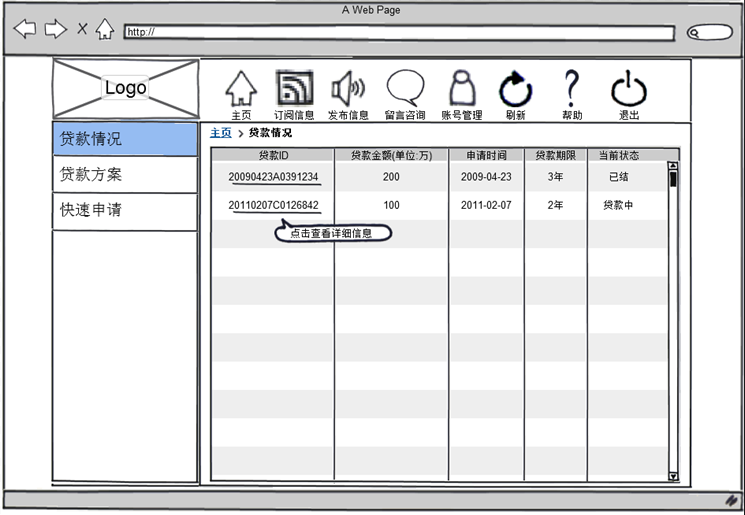 A Web Page
http://
Logo
主页 订阅信息 发布信息 留言咨询 账号管理 刷新 帮助 退出
贷款情况
贷款方案
快速申请
主页 > 贷款情况
贷款ID 贷款金额(单位:万) 申请时间 贷款期限 当前状态
20090423A0391234 200 2009-04-23 3年 已结
20110207C0126842 100 2011-02-07 2年 贷款中
点击查看详细信息